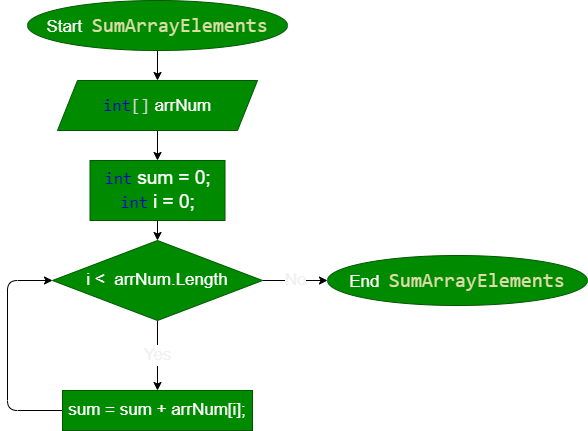 Start SumArrayElements
int[] arrNum
int sum = 0;
int i = 0;
i < arrNum.Length
No
End SumArrayElements
Yes
sum = sum + arrNum[i];